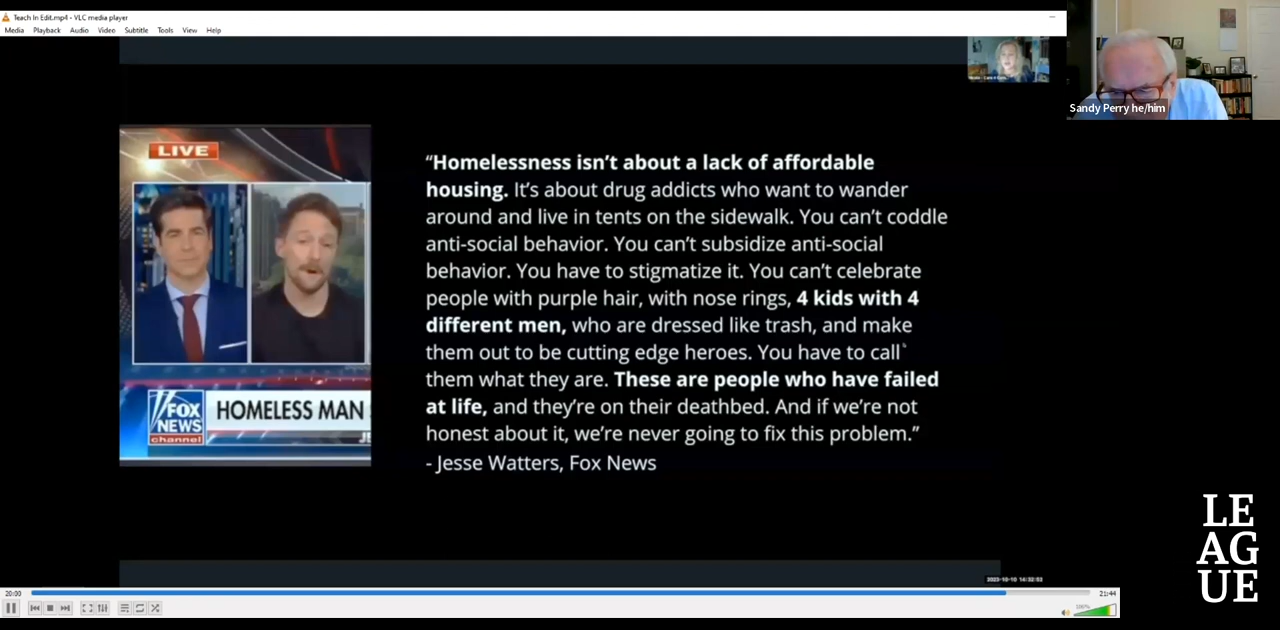 Teach In Edit.mp4 - VLC media player
Media Playback Audio Video Subtitle Tools View Help
Sandy Perry he/him
LIVE
FOX
NEWS
channel
HOMELESS MAN
“Homelessness isn’t about a lack of affordable
housing. It’s about drug addicts who want to wander
around and live in tents on the sidewalk. You can’t coddle
anti-social behavior. You can’t subsidize anti-social
behavior. You have to stigmatize it. You can’t celebrate
people with purple hair, with nose rings, 4 kids with 4
different men, who are dressed like trash, and make
them out to be cutting edge heroes. You have to call
them what they are. These are people who have failed
at life, and they’re on their deathbed. And if we’re not
honest about it, we’re never going to fix this problem.”
- Jesse Watters, Fox News
LE
AG
UE
20:00
21:44